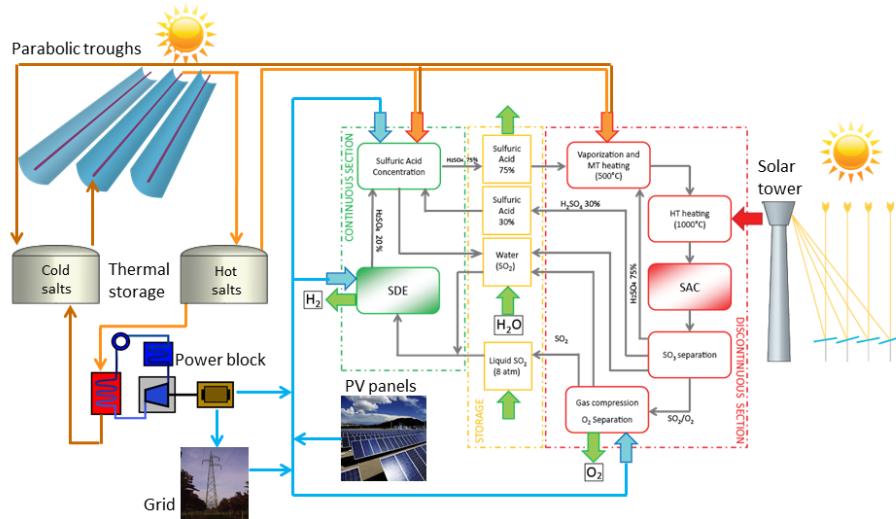 Parabolic troughs
Cold
salts
Thermal
storage
Hot
salts
Power block
Grid
PV panels
CONTINUOUS SECTION
Sulfuric Acid
Concentration
H₂SO₄ 75%
H₂SO₄ 20%
SDE
H₂
STORAGE
Sulfuric
Acid
75%
Sulfuric
Acid
30%
Water
(SO₂)
H₂O
Liquid SO₂
(8 atm)
Vaporization and
MT heating
(500°C)
H₂SO₄ 30%
HT heating
(1000°C)
H₂SO₄ 75%
SAC
SO₃ separation
SO₂
SO₂/O₂
Gas compression
O₂ Separation
O₂
DISCONTINUOUS SECTION
Solar
tower